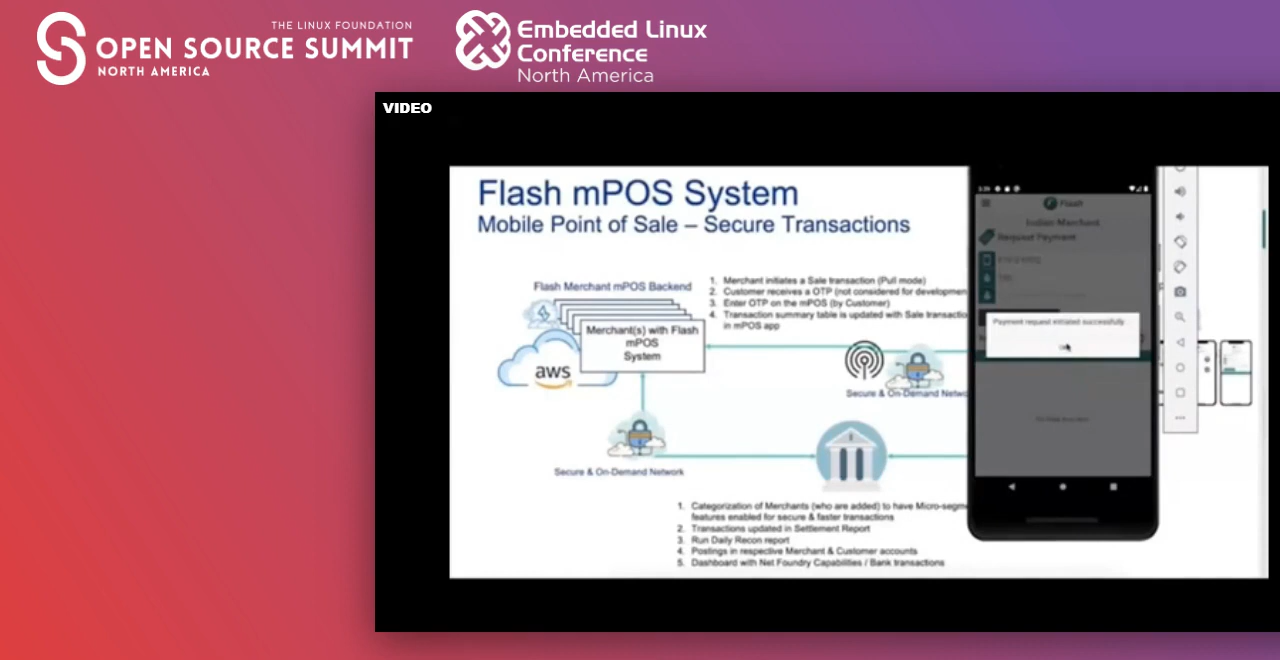 THE LINUX FOUNDATION
OPEN SOURCE SUMMIT
NORTH AMERICA
Embedded Linux
Conference
North America
VIDEO
Flash mPOS System
Mobile Point of Sale – Secure Transactions
Flash Merchant mPOS Backend
Merchant(s) with Flash
mPOS
System
aws
1. Merchant initiates a Sale transaction (Pull mode)
2. Customer receives a OTP (not considered for developmen
3. Enter OTP on the mPOS (by Customer)
4. Transaction summary table is updated with Sale transactio
in mPOS app
Secure & On-Demand Netwo
Secure & On-Demand Network
1. Categorization of Merchants (who are added) to have Micro-segme
features enabled for secure & faster transactions
2. Transactions updated in Settlement Report
3. Run Daily Recon report
4. Postings in respective Merchant & Customer accounts
5. Dashboard with Net Foundry Capabilities / Bank transactions
Indian Merchant
Request Payment
Payment request initiated successfully